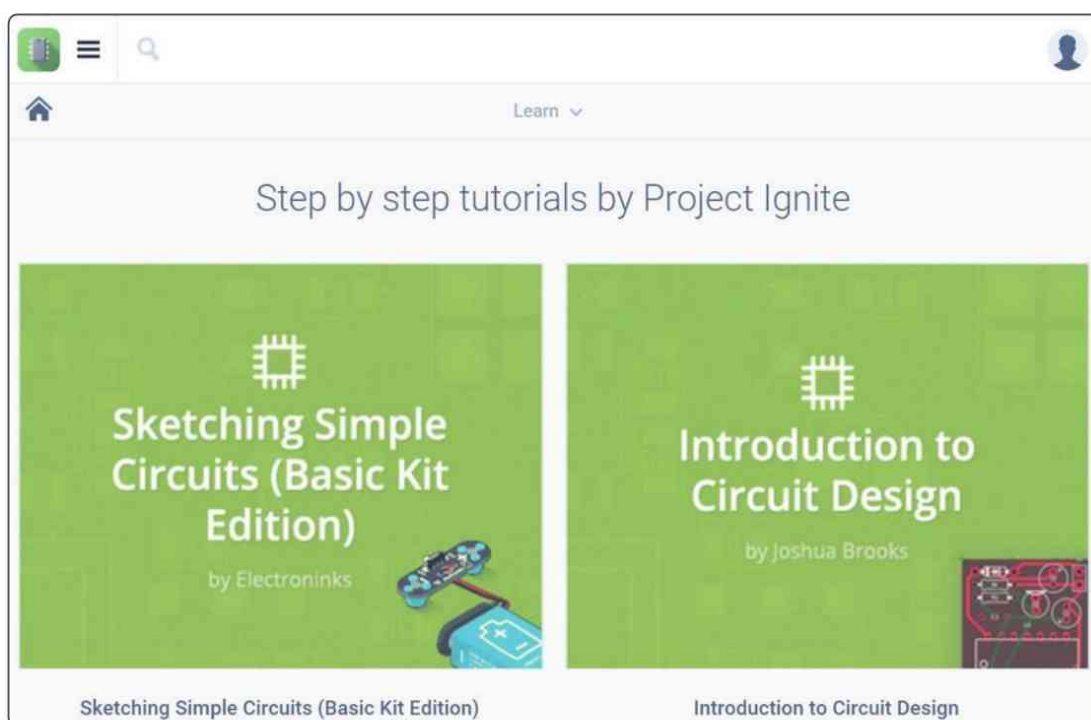 Learn
Step by step tutorials by Project Ignite
Sketching Simple
Circuits (Basic Kit
Edition)
by Electroninks
Introduction to
Circuit Design
by Joshua Brooks
Sketching Simple Circuits (Basic Kit Edition)
Introduction to Circuit Design